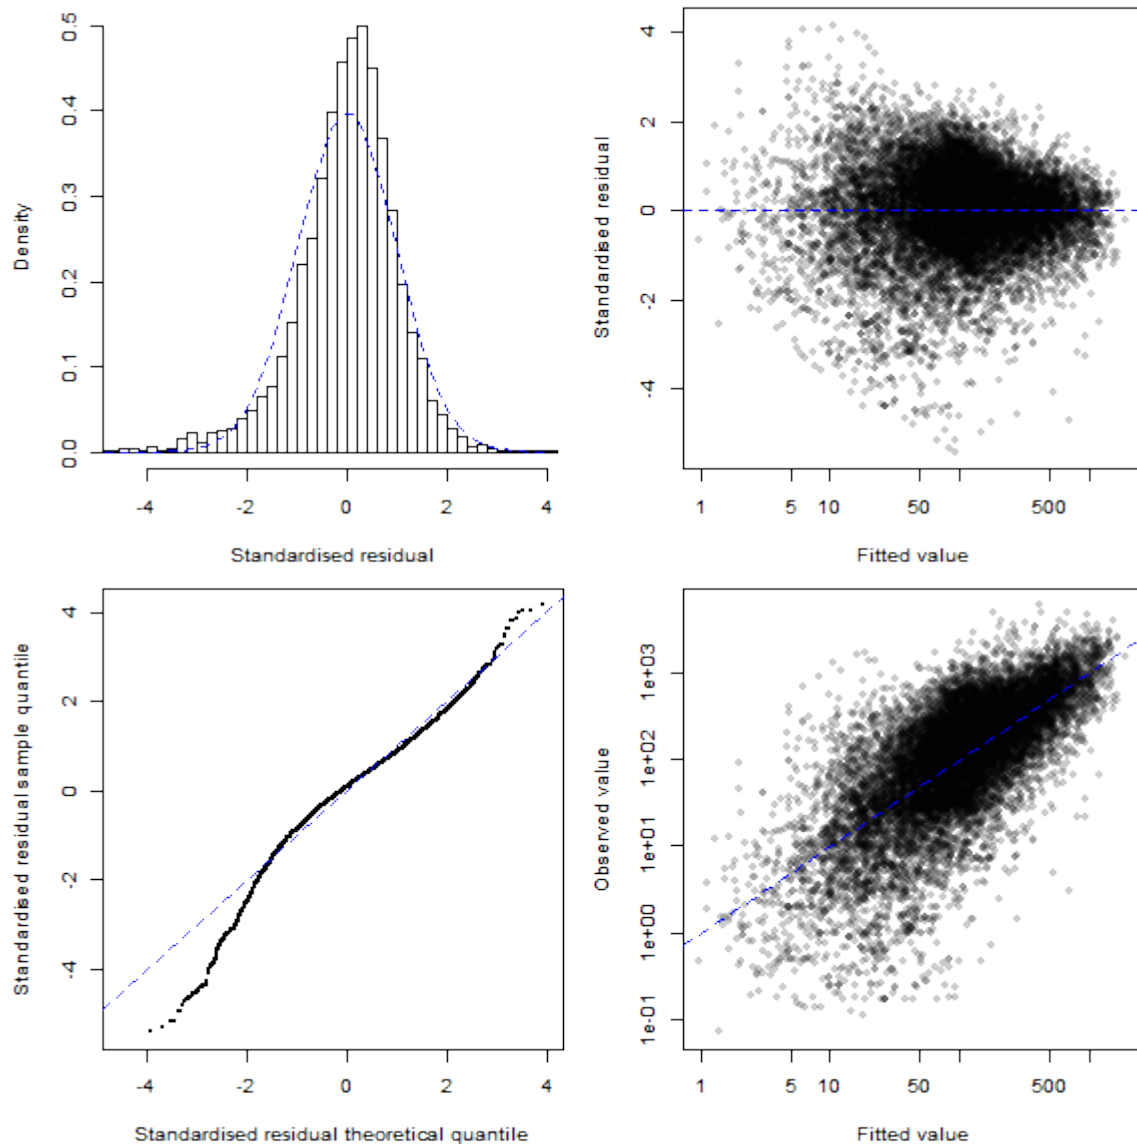 Density
0.0
0.1
0.2
0.3
0.4
0.5
-4
-2
0
2
4
Standardised residual
Standardised residual
-4
-2
0
2
4
1
5
10
50
500
Fitted value
Standardised residual sample quantile
-4
-2
0
2
4
-4
-2
0
2
4
Standardised residual theoretical quantile
Observed value
1e-01
1e+00
1e+01
1e+02
1e+03
1
5
10
50
500
Fitted value